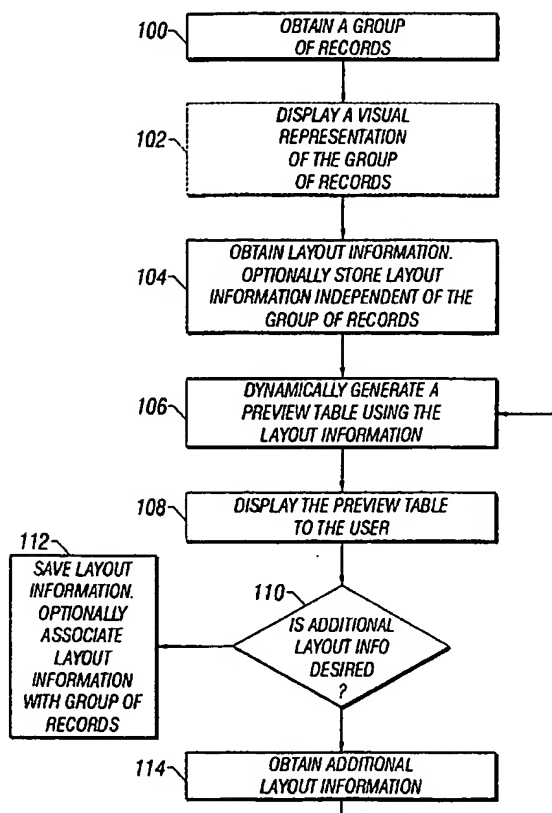 100
OBTAIN A GROUP
OF RECORDS
102
DISPLAY A VISUAL
REPRESENTATION
OF THE GROUP
OF RECORDS
104
OBTAIN LAYOUT INFORMATION.
OPTIONALLY STORE LAYOUT
INFORMATION INDEPENDENT OF THE
GROUP OF RECORDS
106
DYNAMICALLY GENERATE A
PREVIEW TABLE USING THE
LAYOUT INFORMATION
108
DISPLAY THE PREVIEW TABLE
TO THE USER
112
SAVE LAYOUT
INFORMATION.
OPTIONALLY
ASSOCIATE
LAYOUT
INFORMATION
WITH GROUP OF
RECORDS
110
IS ADDITIONAL
LAYOUT INFO
DESIRED
?
114
OBTAIN ADDITIONAL
LAYOUT INFORMATION